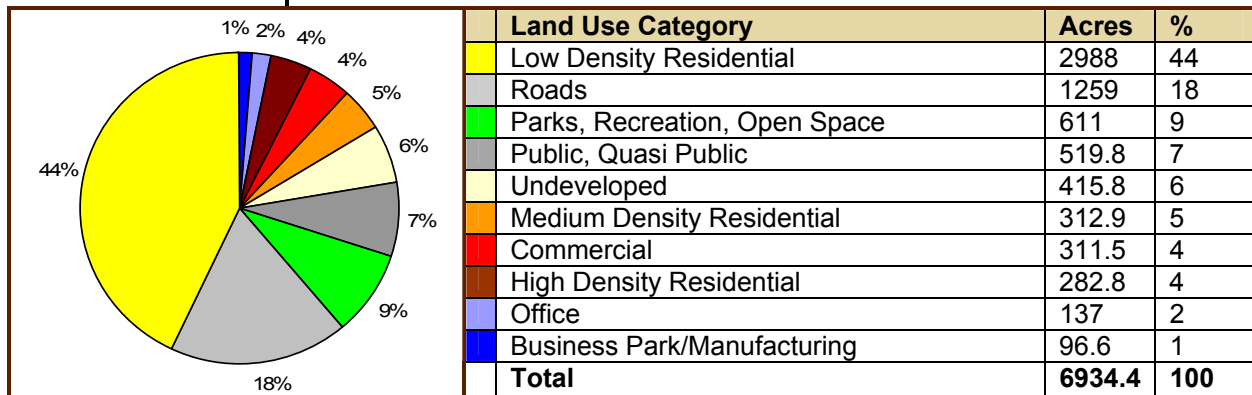 1% 2% 4% 4% 5% 6% 7% 9% 18% 44%
Land Use Category Acres %
Low Density Residential 2988 44
Roads 1259 18
Parks, Recreation, Open Space 611 9
Public, Quasi Public 519.8 7
Undeveloped 415.8 6
Medium Density Residential 312.9 5
Commercial 311.5 4
High Density Residential 282.8 4
Office 137 2
Business Park/Manufacturing 96.6 1
Total 6934.4 100